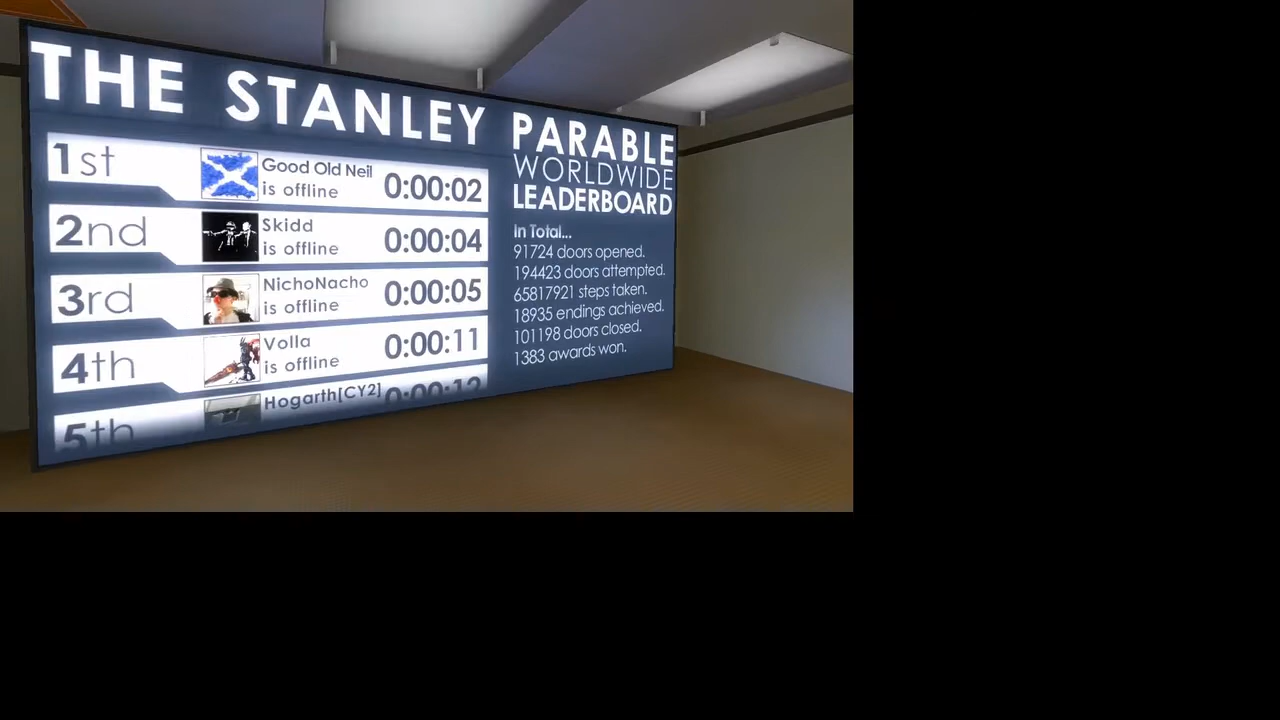 THE STANLEY PARABLE
WORLDWIDE
LEADERBOARD
1st
Good Old Neil
is offline
0:00:02
2nd
Skidd
is offline
0:00:04
3rd
NichoNacho
is offline
0:00:05
4th
Volla
is offline
0:00:11
5th
Hogarth[CY2]
0:00:12
In Total...
91724 doors opened.
194423 doors attempted.
65817921 steps taken.
18935 endings achieved.
101198 doors closed.
1383 awards won.